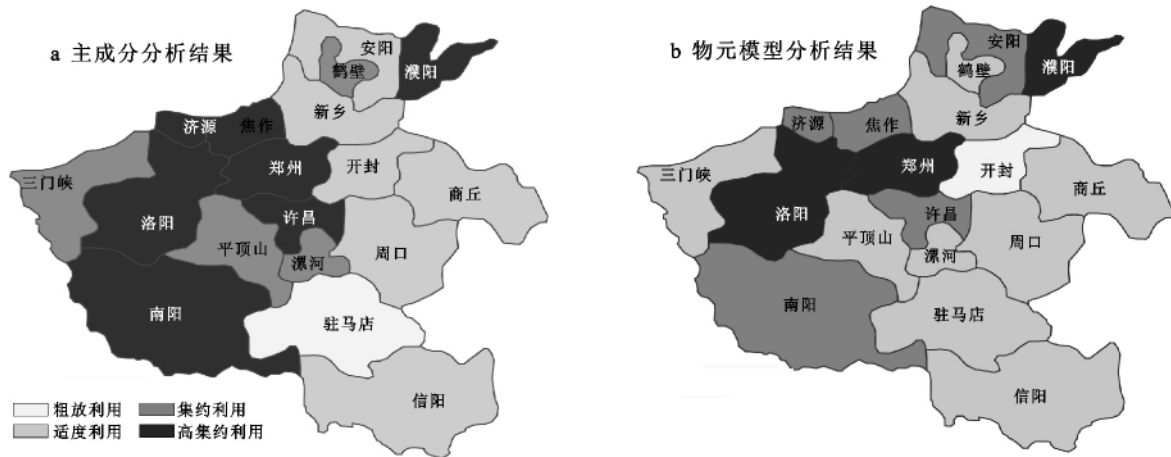 a 主成分分析结果
安阳
鹤壁
濮阳
新乡
济源
焦作
郑州
开封
三门峡
商丘
洛阳
许昌
平顶山
周口
漯河
南阳
驻马店
信阳
粗放利用
集约利用
适度利用
高集约利用
b 物元模型分析结果
安阳
鹤壁
濮阳
新乡
济源
焦作
郑州
开封
三门峡
商丘
洛阳
许昌
平顶山
周口
漯河
南阳
驻马店
信阳